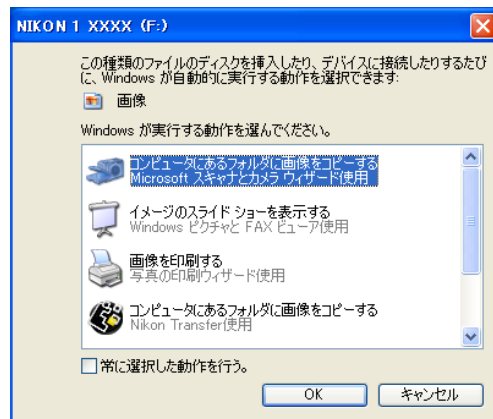 NIKON 1 XXXX (F:)
この種類のファイルのディスクを挿入したり、デバイスに接続したりするたび
に、Windows が自動的に実行する動作を選択できます:
画像
Windows が実行する動作を選んでください。
コンピュータにあるフォルダに画像をコピーする
Microsoft スキャナとカメラ ウィザード使用
イメージのスライド ショーを表示する
Windows ピクチャと FAX ビューア使用
画像を印刷する
写真の印刷ウィザード使用
コンピュータにあるフォルダに画像をコピーする
Nikon Transfer使用
常に選択した動作を行う。
OK
キャンセル